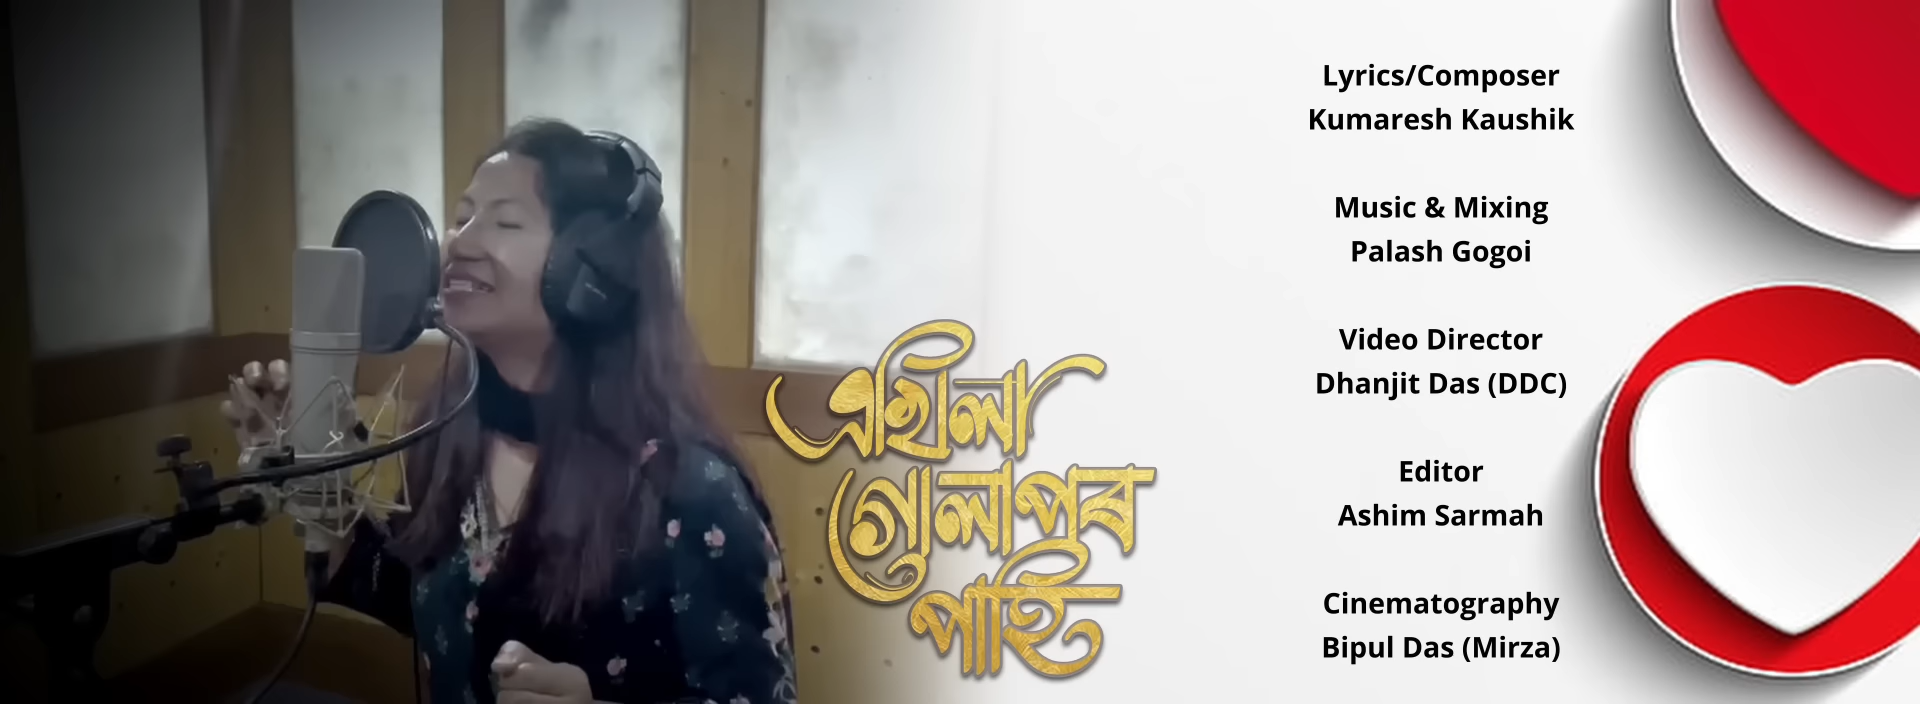 এখিলা
গোলাপৰ
পাহি
Lyrics/Composer
Kumaresh Kaushik
Music & Mixing
Palash Gogoi
Video Director
Dhanjit Das (DDC)
Editor
Ashim Sarmah
Cinematography
Bipul Das (Mirza)